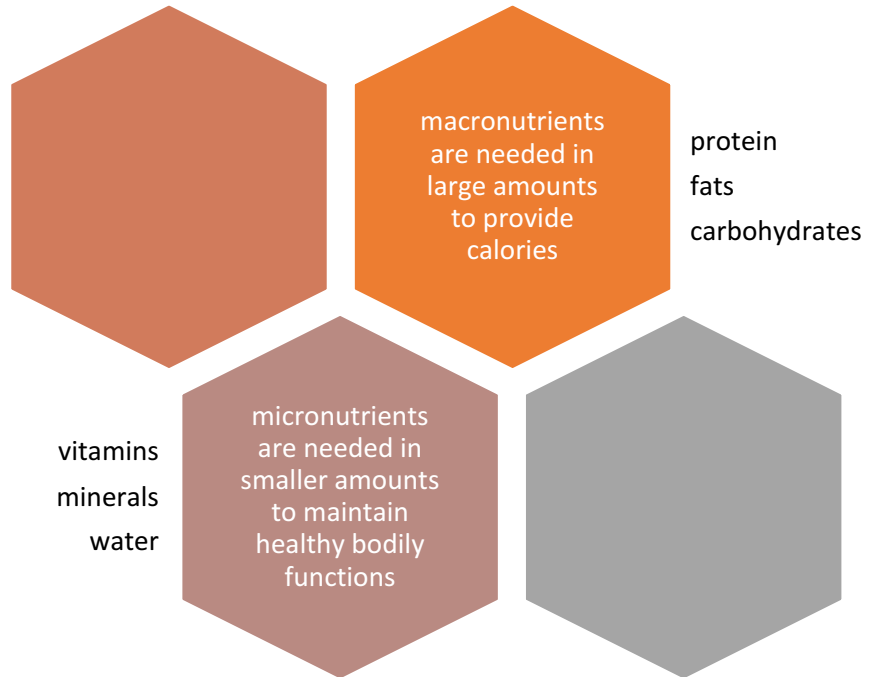 macronutrients
are needed in
large amounts
to provide
calories
protein
fats
carbohydrates
vitamins
minerals
water
micronutrients
are needed in
smaller amounts
to maintain
healthy bodily
functions